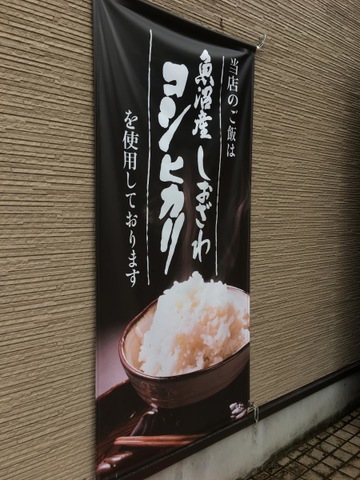 当店のご飯は
魚沼産しおざわ
コシヒカリ
を使用しております